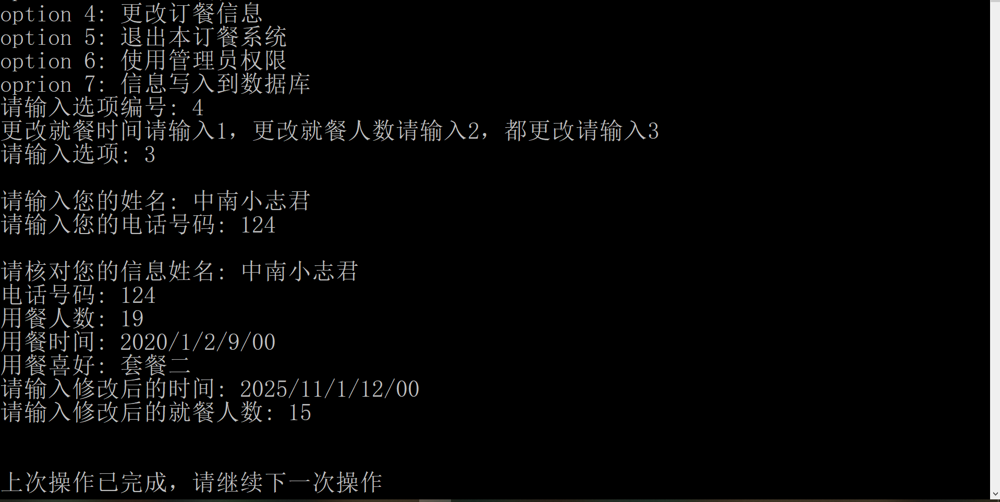 option 4: 更改订餐信息
option 5: 退出本订餐系统
option 6: 使用管理员权限
oprion 7: 信息写入到数据库
请输入选项编号: 4
更改就餐时间请输入1，更改就餐人数请输入2，都更改请输入3
请输入选项: 3
请输入您的姓名: 中南小志君
请输入您的电话号码: 124
请核对您的信息姓名: 中南小志君
电话号码: 124
用餐人数: 19
用餐时间: 2020/1/2/9/00
用餐喜好: 套餐二
请输入修改后的时间: 2025/11/1/12/00
请输入修改后的就餐人数: 15
上次操作已完成，请继续下一次操作